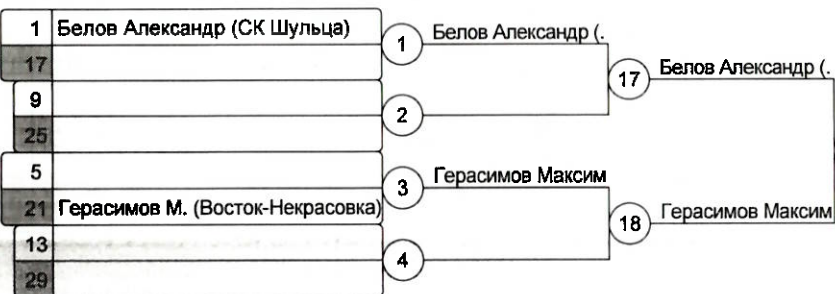 1 Белов Александр (СК Шульца)
17
1
Белов Александр (.
9
25
2
17
Белов Александр (.
5
21 Герасимов М. (Восток-Некрасовка)
3
Герасимов Максим
13
29
4
18
Герасимов Максим